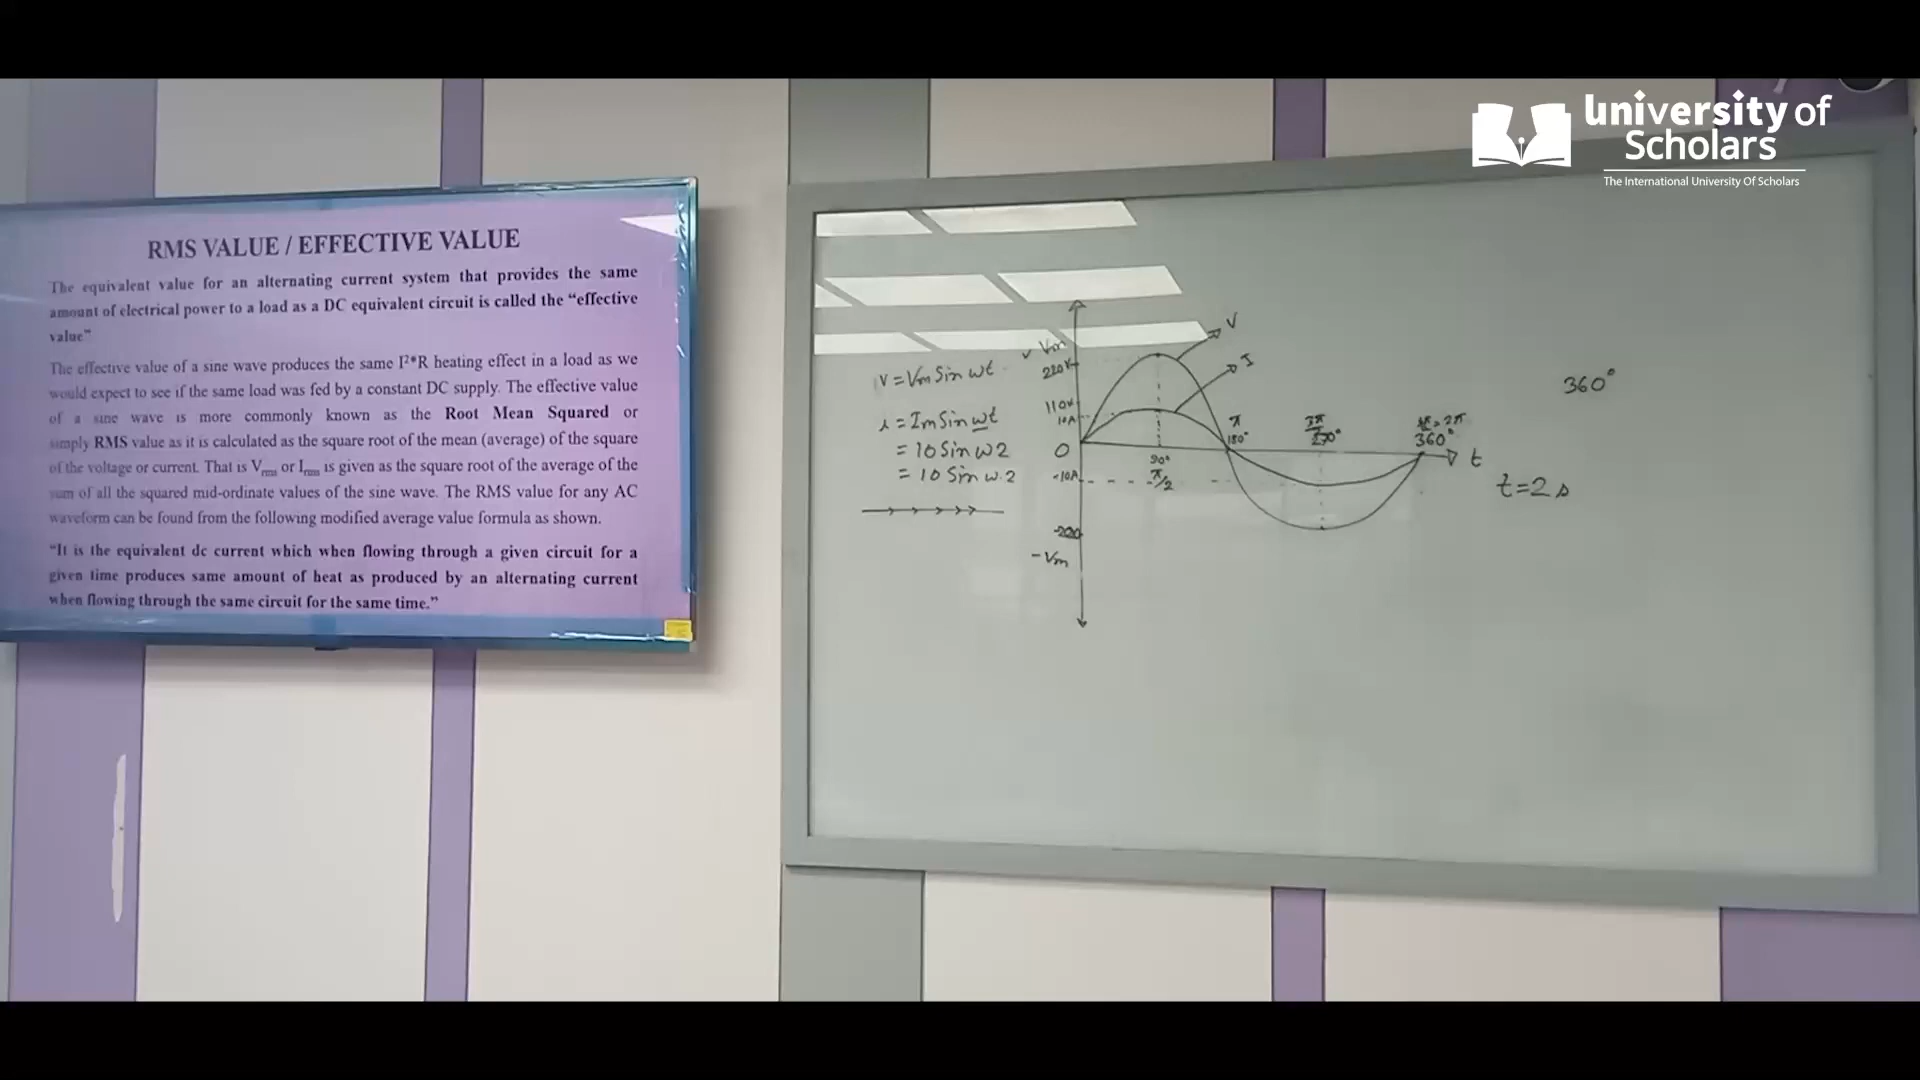 University of
Scholars
The International University Of Scholars
RMS VALUE / EFFECTIVE VALUE
The equivalent value for an alternating current system that provides the same
amount of electrical power to a load as a DC equivalent circuit is called the “effective
value”
The effective value of a sine wave produces the same I²*R heating effect in a load as we
would expect to see if the same load was fed by a constant DC supply. The effective value
of a sine wave is more commonly known as the Root Mean Squared or
simply RMS value as it is calculated as the square root of the mean (average) of the square
of the voltage or current. That is Vrms or Irms is given as the square root of the average of the
sum of all the squared mid-ordinate values of the sine wave. The RMS value for any AC
waveform can be found from the following modified average value formula as shown.
“It is the equivalent dc current which when flowing through a given circuit for a
given time produces same amount of heat as produced by an alternating current
when flowing through the same circuit for the same time.”
V = Vm Sin ωt
i = Im Sin ωt
= 10 Sin ω2
= 10 Sin ω.2
Vm
220V
110V
10A
0
-10A
-220
-Vm
V
I
90°
π/2
π
180°
3π
270°
2π
360°
t
360°
t=2s